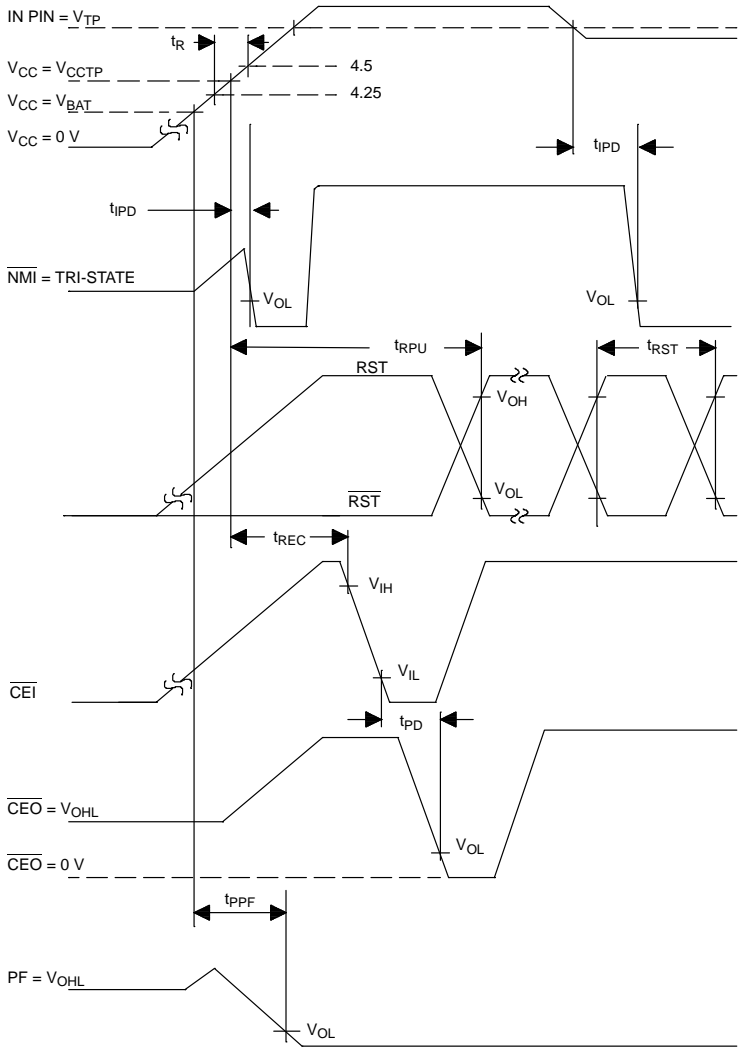 IN PIN = VTP
tR
VCC = VCCTP
4.5
VCC = VBAT
4.25
VCC = 0 V
tIPD
tIPD
NMI = TRI-STATE
VOL
VOL
tRPU
tRST
RST
VOH
RST
VOL
tREC
VIH
VIL
CEI
tPD
CEO = VOHL
VOL
CEO = 0 V
tPPF
PF = VOHL
VOL